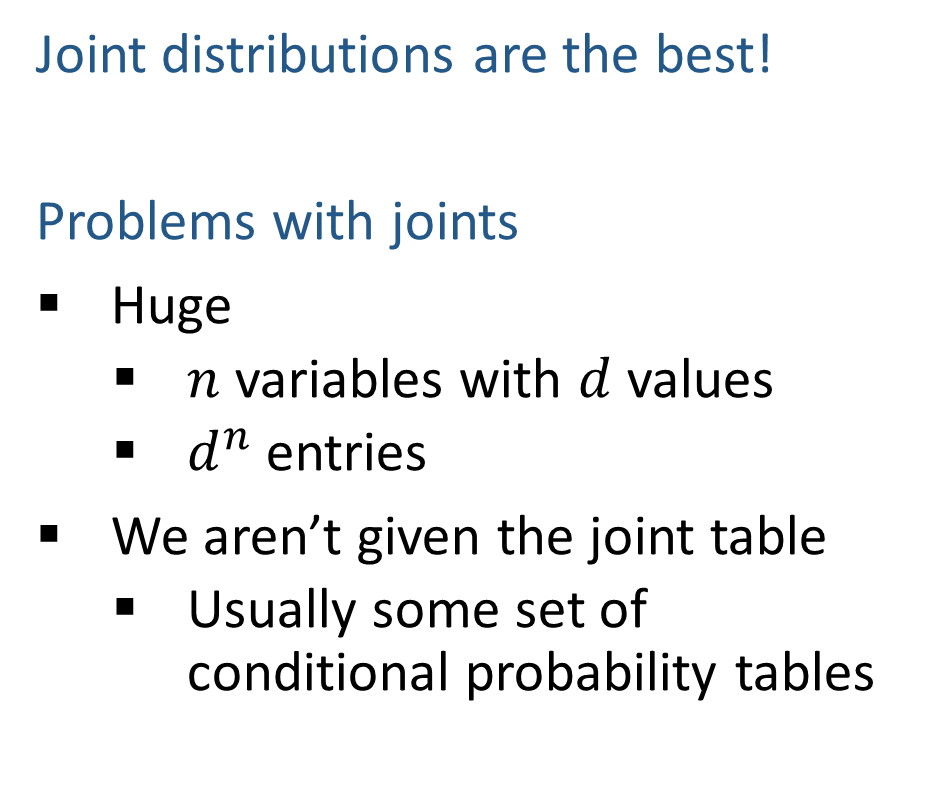 Joint distributions are the best!
Problems with joints
▪ Huge
▪ n variables with d values
▪ dⁿ entries
▪ We aren’t given the joint table
▪ Usually some set of
conditional probability tables